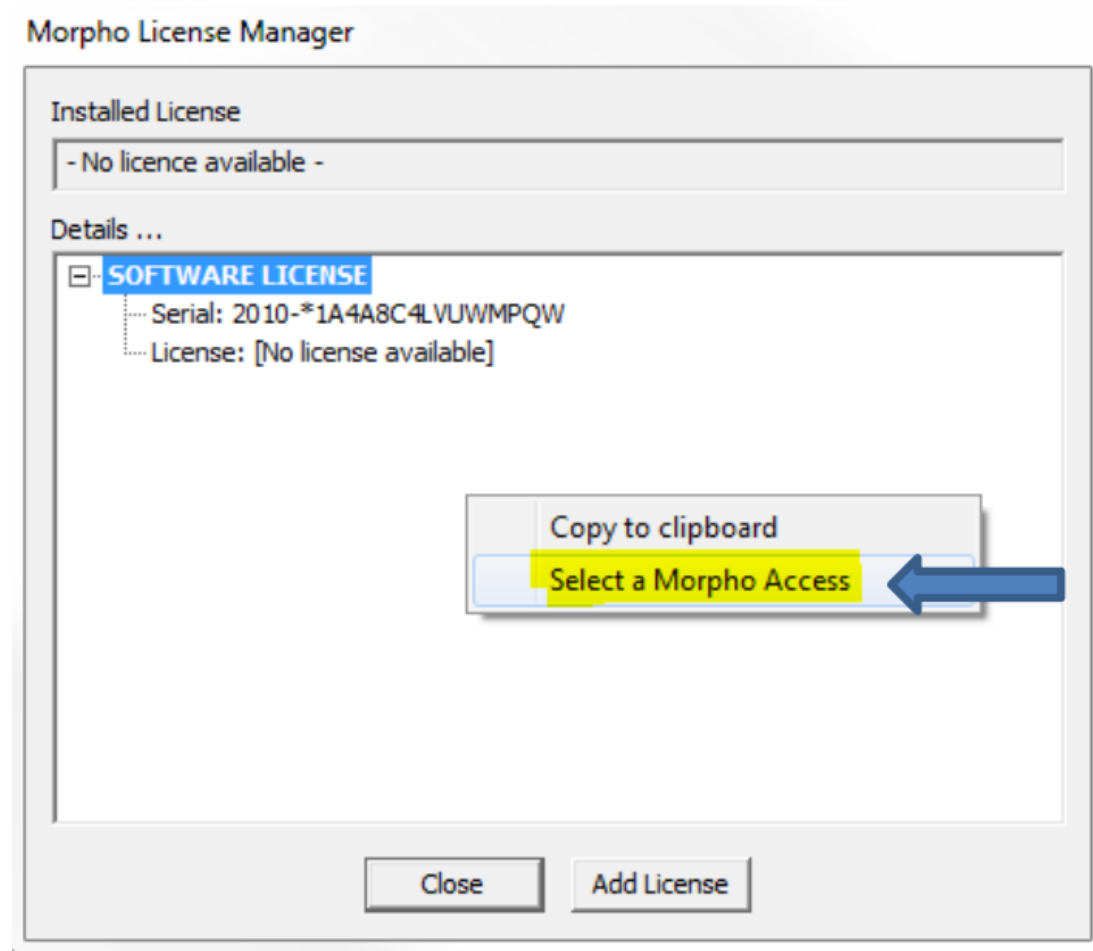 Morpho License Manager
Installed License
- No licence available -
Details ...
SOFTWARE LICENSE
Serial: 2010-*1A4A8C4LVUWMPQW
License: [No license available]
Copy to clipboard
Select a Morpho Access
Close
Add License